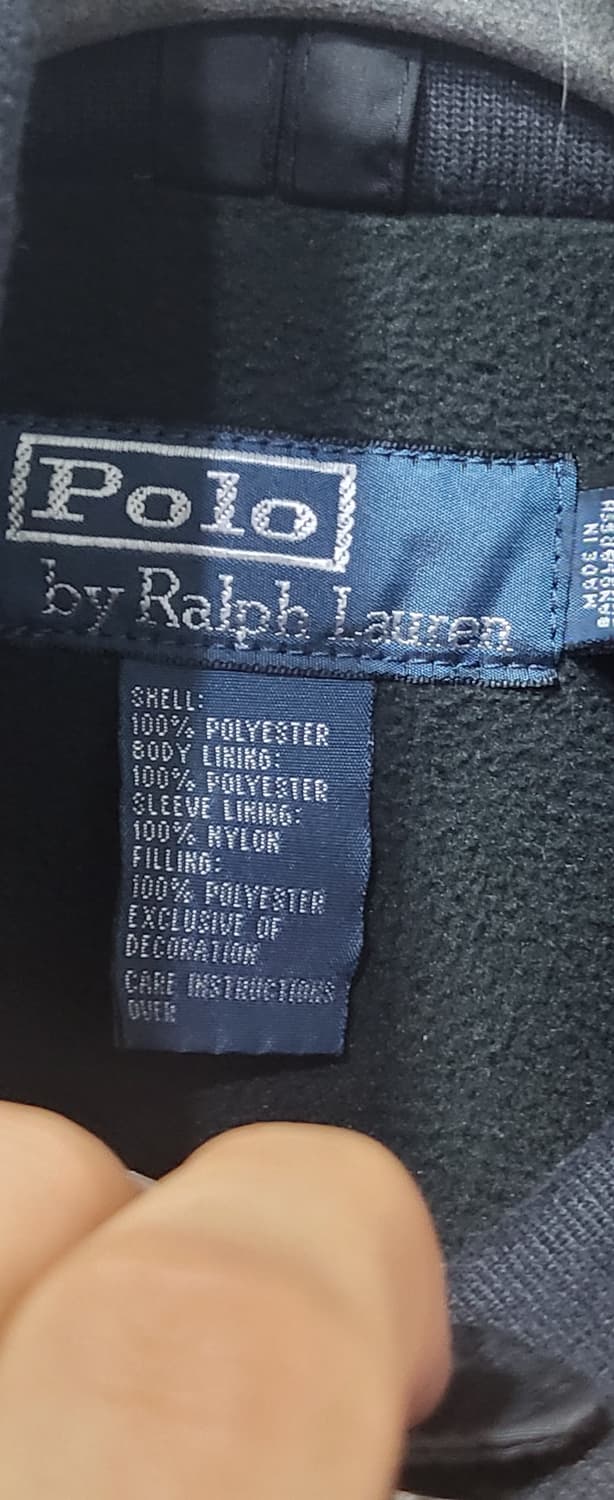 Polo
by Ralph Lauren
MADE IN
SHELL:
100% POLYESTER
BODY LINING:
100% POLYESTER
SLEEVE LINING:
100% NYLON
FILLING:
100% POLYESTER
EXCLUSIVE OF
DECORATION
CARE INSTRUCTIONS
OVER